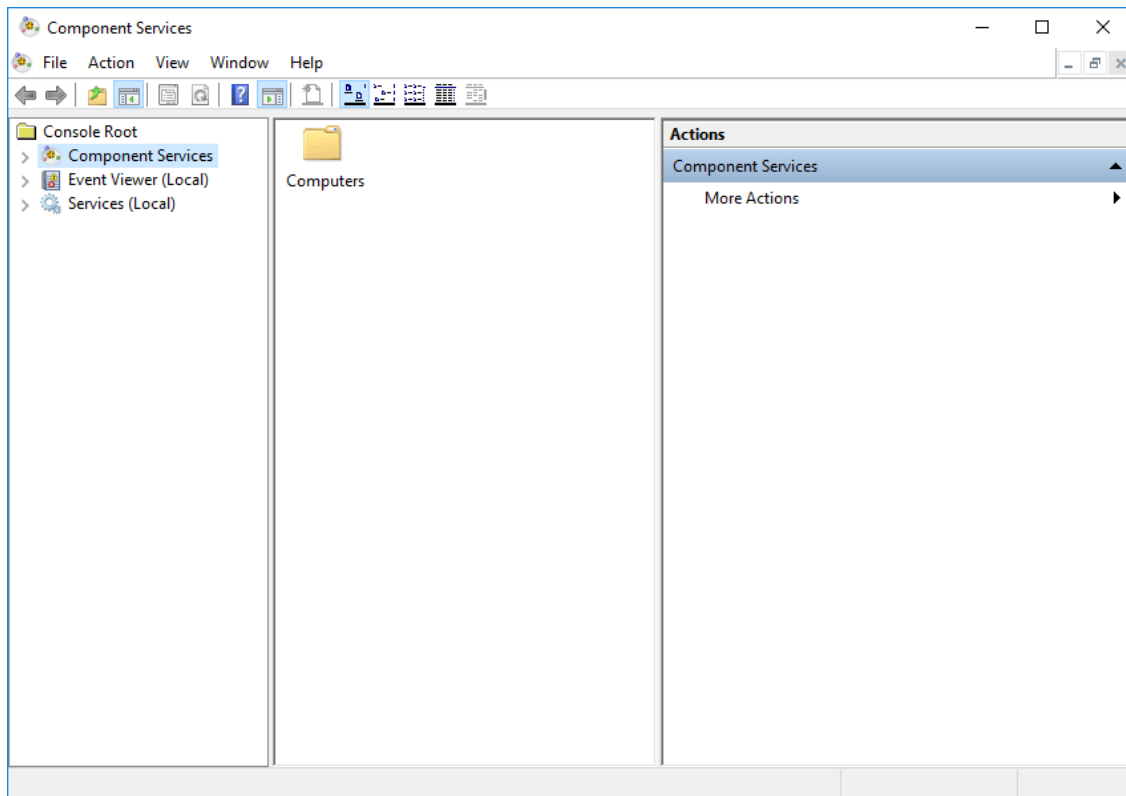 Component Services
File Action View Window Help
Console Root
Component Services
Event Viewer (Local)
Services (Local)
Computers
Actions
Component Services
More Actions